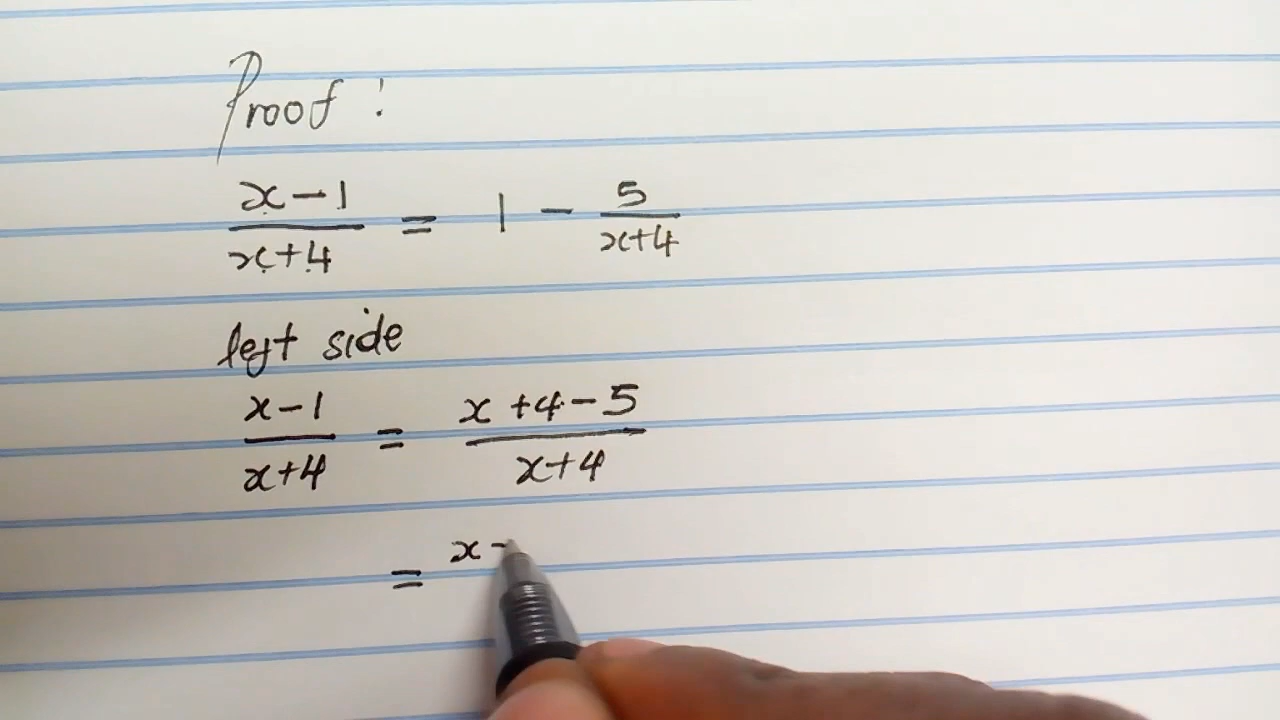 Proof :
x-1/x+4 = 1 - 5/x+4
left side
x-1/x+4 = x+4-5/x+4
= x -